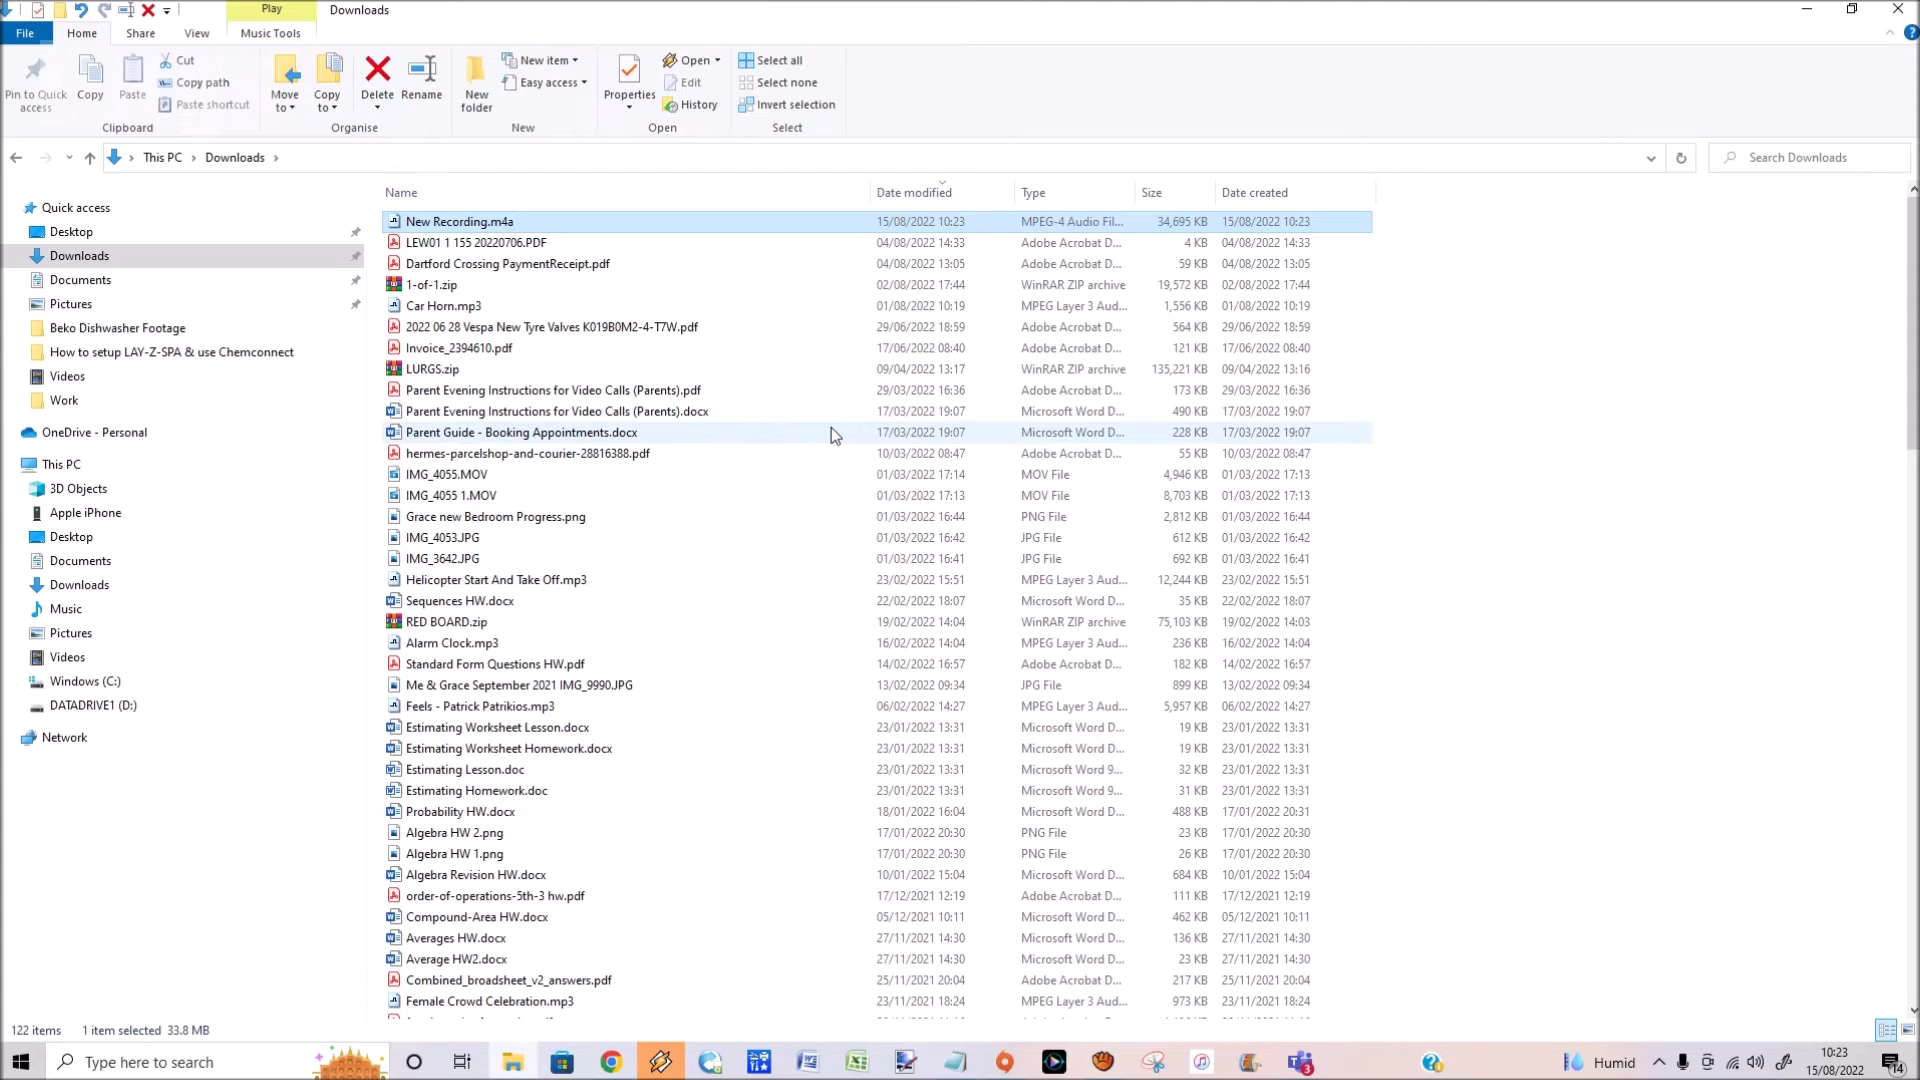 Play
Downloads
File
Home
Share
View
Music Tools
Pin to Quick access
Copy
Paste
Cut
Copy path
Paste shortcut
Clipboard
Move to
Copy to
Delete
Rename
Organise
New folder
New item
Easy access
New
Properties
Open
Edit
History
Open
Select all
Select none
Invert selection
Select
This PC > Downloads >
Search Downloads
Name Date modified Type Size Date created
Quick access
Desktop
Downloads
Documents
Pictures
Beko Dishwasher Footage
How to setup LAY-Z-SPA & use Chemconnect
Videos
Work
OneDrive - Personal
This PC
3D Objects
Apple iPhone
Desktop
Documents
Downloads
Music
Pictures
Videos
Windows (C:)
DATADRIVE1 (D:)
Network
New Recording.m4a 15/08/2022 10:23 MPEG-4 Audio Fil... 34,695 KB 15/08/2022 10:23
LEW01 1 155 20220706.PDF 04/08/2022 14:33 Adobe Acrobat D... 4 KB 04/08/2022 14:33
Dartford Crossing PaymentReceipt.pdf 04/08/2022 13:05 Adobe Acrobat D... 59 KB 04/08/2022 13:05
1-of-1.zip 02/08/2022 17:44 WinRAR ZIP archive 19,572 KB 02/08/2022 17:44
Car Horn.mp3 01/08/2022 10:19 MPEG Layer 3 Aud... 1,556 KB 01/08/2022 10:19
2022 06 28 Vespa New Tyre Valves K019B0M2-4-T7W.pdf 29/06/2022 18:59 Adobe Acrobat D... 564 KB 29/06/2022 18:59
Invoice_2394610.pdf 17/06/2022 08:40 Adobe Acrobat D... 121 KB 17/06/2022 08:40
LURGS.zip 09/04/2022 13:17 WinRAR ZIP archive 135,221 KB 09/04/2022 13:16
Parent Evening Instructions for Video Calls (Parents).pdf 29/03/2022 16:36 Adobe Acrobat D... 173 KB 29/03/2022 16:36
Parent Evening Instructions for Video Calls (Parents).docx 17/03/2022 19:07 Microsoft Word D... 490 KB 17/03/2022 19:07
Parent Guide - Booking Appointments.docx 17/03/2022 19:07 Microsoft Word D... 228 KB 17/03/2022 19:07
hermes-parcelshop-and-courier-28816388.pdf 10/03/2022 08:47 Adobe Acrobat D... 55 KB 10/03/2022 08:47
IMG_4055.MOV 01/03/2022 17:14 MOV File 4,946 KB 01/03/2022 17:13
IMG_4055 1.MOV 01/03/2022 17:13 MOV File 8,703 KB 01/03/2022 17:13
Grace new Bedroom Progress.png 01/03/2022 16:44 PNG File 2,812 KB 01/03/2022 16:44
IMG_4053.JPG 01/03/2022 16:42 JPG File 612 KB 01/03/2022 16:42
IMG_3642.JPG 01/03/2022 16:41 JPG File 692 KB 01/03/2022 16:41
Helicopter Start And Take Off.mp3 23/02/2022 15:51 MPEG Layer 3 Aud... 12,244 KB 23/02/2022 15:51
Sequences HW.docx 22/02/2022 18:07 Microsoft Word D... 35 KB 22/02/2022 18:07
RED BOARD.zip 19/02/2022 14:04 WinRAR ZIP archive 75,103 KB 19/02/2022 14:03
Alarm Clock.mp3 16/02/2022 14:04 MPEG Layer 3 Aud... 236 KB 16/02/2022 14:04
Standard Form Questions HW.pdf 14/02/2022 16:57 Adobe Acrobat D... 182 KB 14/02/2022 16:57
Me & Grace September 2021 IMG_9990.JPG 13/02/2022 09:34 JPG File 899 KB 13/02/2022 09:34
Feels - Patrick Patrikios.mp3 06/02/2022 14:27 MPEG Layer 3 Aud... 5,957 KB 06/02/2022 14:27
Estimating Worksheet Lesson.docx 23/01/2022 13:31 Microsoft Word D... 19 KB 23/01/2022 13:31
Estimating Worksheet Homework.docx 23/01/2022 13:31 Microsoft Word D... 19 KB 23/01/2022 13:31
Estimating Lesson.doc 23/01/2022 13:31 Microsoft Word 9... 32 KB 23/01/2022 13:31
Estimating Homework.doc 23/01/2022 13:31 Microsoft Word 9... 31 KB 23/01/2022 13:31
Probability HW.docx 18/01/2022 16:04 Microsoft Word D... 488 KB 17/01/2022 20:31
Algebra HW 2.png 17/01/2022 20:30 PNG File 23 KB 17/01/2022 20:30
Algebra HW 1.png 17/01/2022 20:30 PNG File 26 KB 17/01/2022 20:30
Algebra Revision HW.docx 10/01/2022 15:04 Microsoft Word D... 684 KB 10/01/2022 15:04
order-of-operations-5th-3 hw.pdf 17/12/2021 12:19 Adobe Acrobat D... 111 KB 17/12/2021 12:19
Compound-Area HW.docx 05/12/2021 10:11 Microsoft Word D... 462 KB 05/12/2021 10:11
Averages HW.docx 27/11/2021 14:30 Microsoft Word D... 136 KB 27/11/2021 14:30
Average HW2.docx 27/11/2021 14:30 Microsoft Word D... 23 KB 27/11/2021 14:30
Combined_broadsheet_v2_answers.pdf 25/11/2021 20:04 Adobe Acrobat D... 217 KB 25/11/2021 20:04
Female Crowd Celebration.mp3 23/11/2021 18:24 MPEG Layer 3 Aud... 973 KB 23/11/2021 18:24
122 items 1 item selected 33.8 MB
Type here to search
Humid
10:23
15/08/2022
14